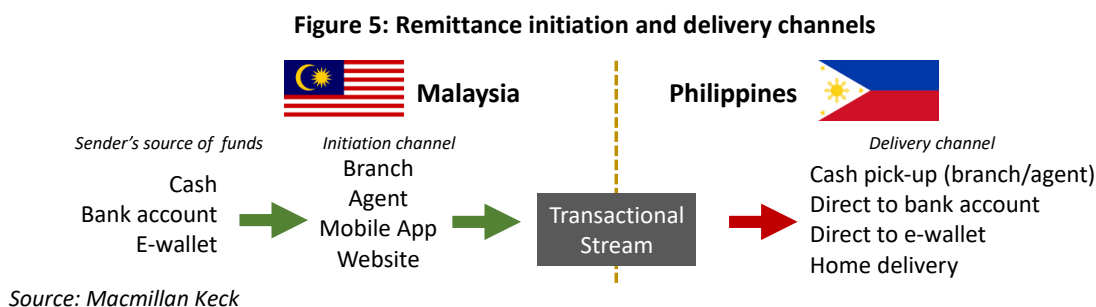 Figure 5: Remittance initiation and delivery channels
Malaysia
Philippines
Sender's source of funds
Cash
Bank account
E-wallet
Initiation channel
Branch
Agent
Mobile App
Website
Transactional
Stream
Delivery channel
Cash pick-up (branch/agent)
Direct to bank account
Direct to e-wallet
Home delivery
Source: Macmillan Keck